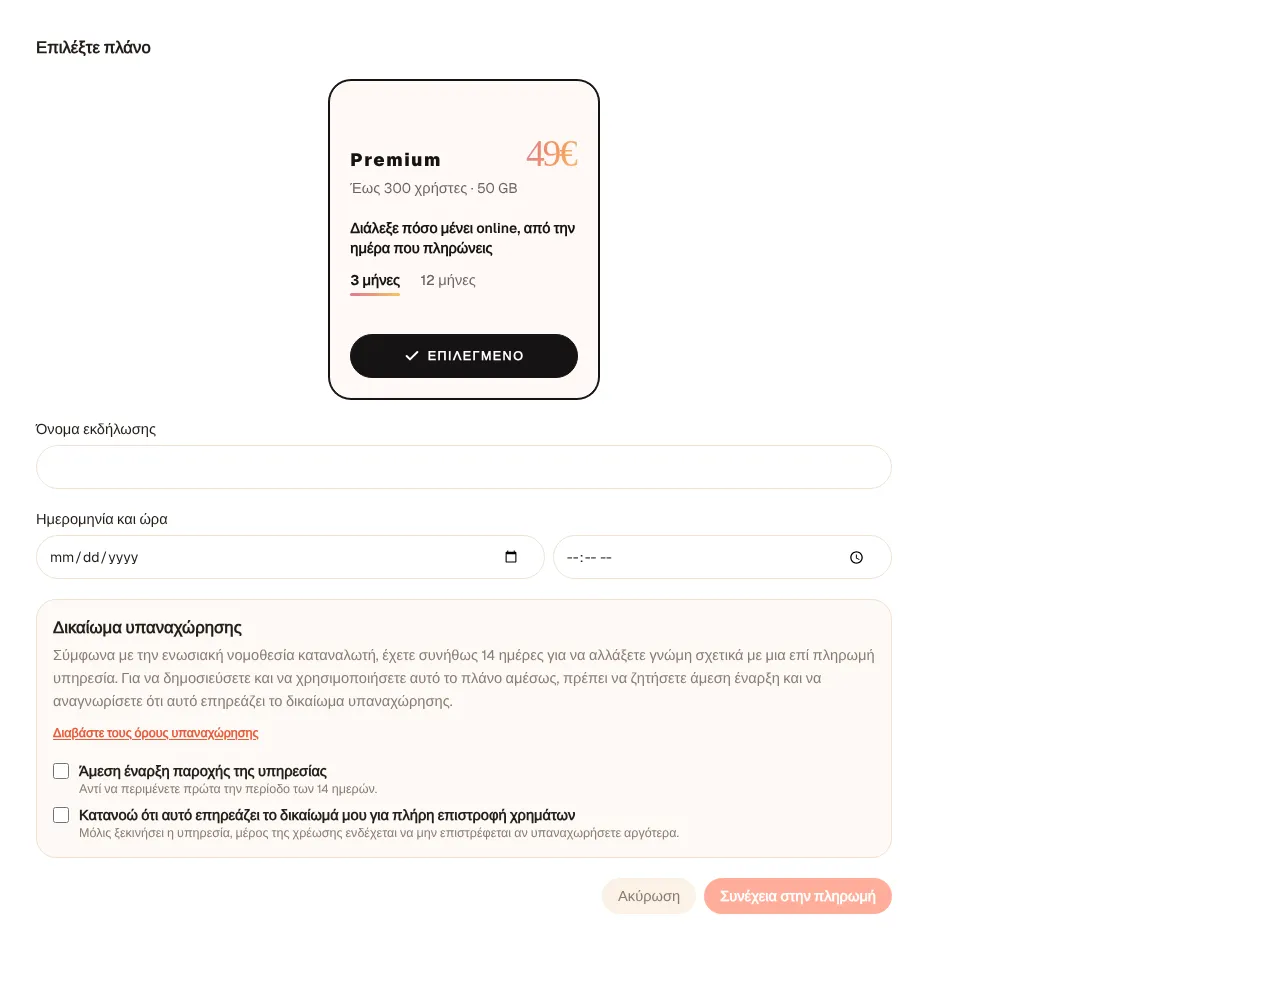 Επιλέξτε πλάνο
Premium
49€
Έως 300 χρήστες · 50 GB
Διάλεξε πόσο μένει online, από την
ημέρα που πληρώνεις
3 μήνες
12 μήνες
ΕΠΙΛΕΓΜΕΝΟ
Όνομα εκδήλωσης
Ημερομηνία και ώρα
mm/dd/yyyy
--:-- --
Δικαίωμα υπαναχώρησης
Σύμφωνα με την ενωσιακή νομοθεσία καταναλωτή, έχετε συνήθως 14 ημέρες για να αλλάξετε γνώμη σχετικά με μια επί πληρωμή
υπηρεσία. Για να δημοσιεύσετε και να χρησιμοποιήσετε αυτό το πλάνο αμέσως, πρέπει να ζητήσετε άμεση έναρξη και να
αναγνωρίσετε ότι αυτό επηρεάζει το δικαίωμα υπαναχώρησης.
Διαβάστε τους όρους υπαναχώρησης
Άμεση έναρξη παροχής της υπηρεσίας
Αντί να περιμένετε πρώτα την περίοδο των 14 ημερών.
Κατανοώ ότι αυτό επηρεάζει το δικαίωμά μου για πλήρη επιστροφή χρημάτων
Μόλις ξεκινήσει η υπηρεσία, μέρος της χρέωσης ενδέχεται να μην επιστρέφεται αν υπαναχωρήσετε αργότερα.
Ακύρωση
Συνέχεια στην πληρωμή